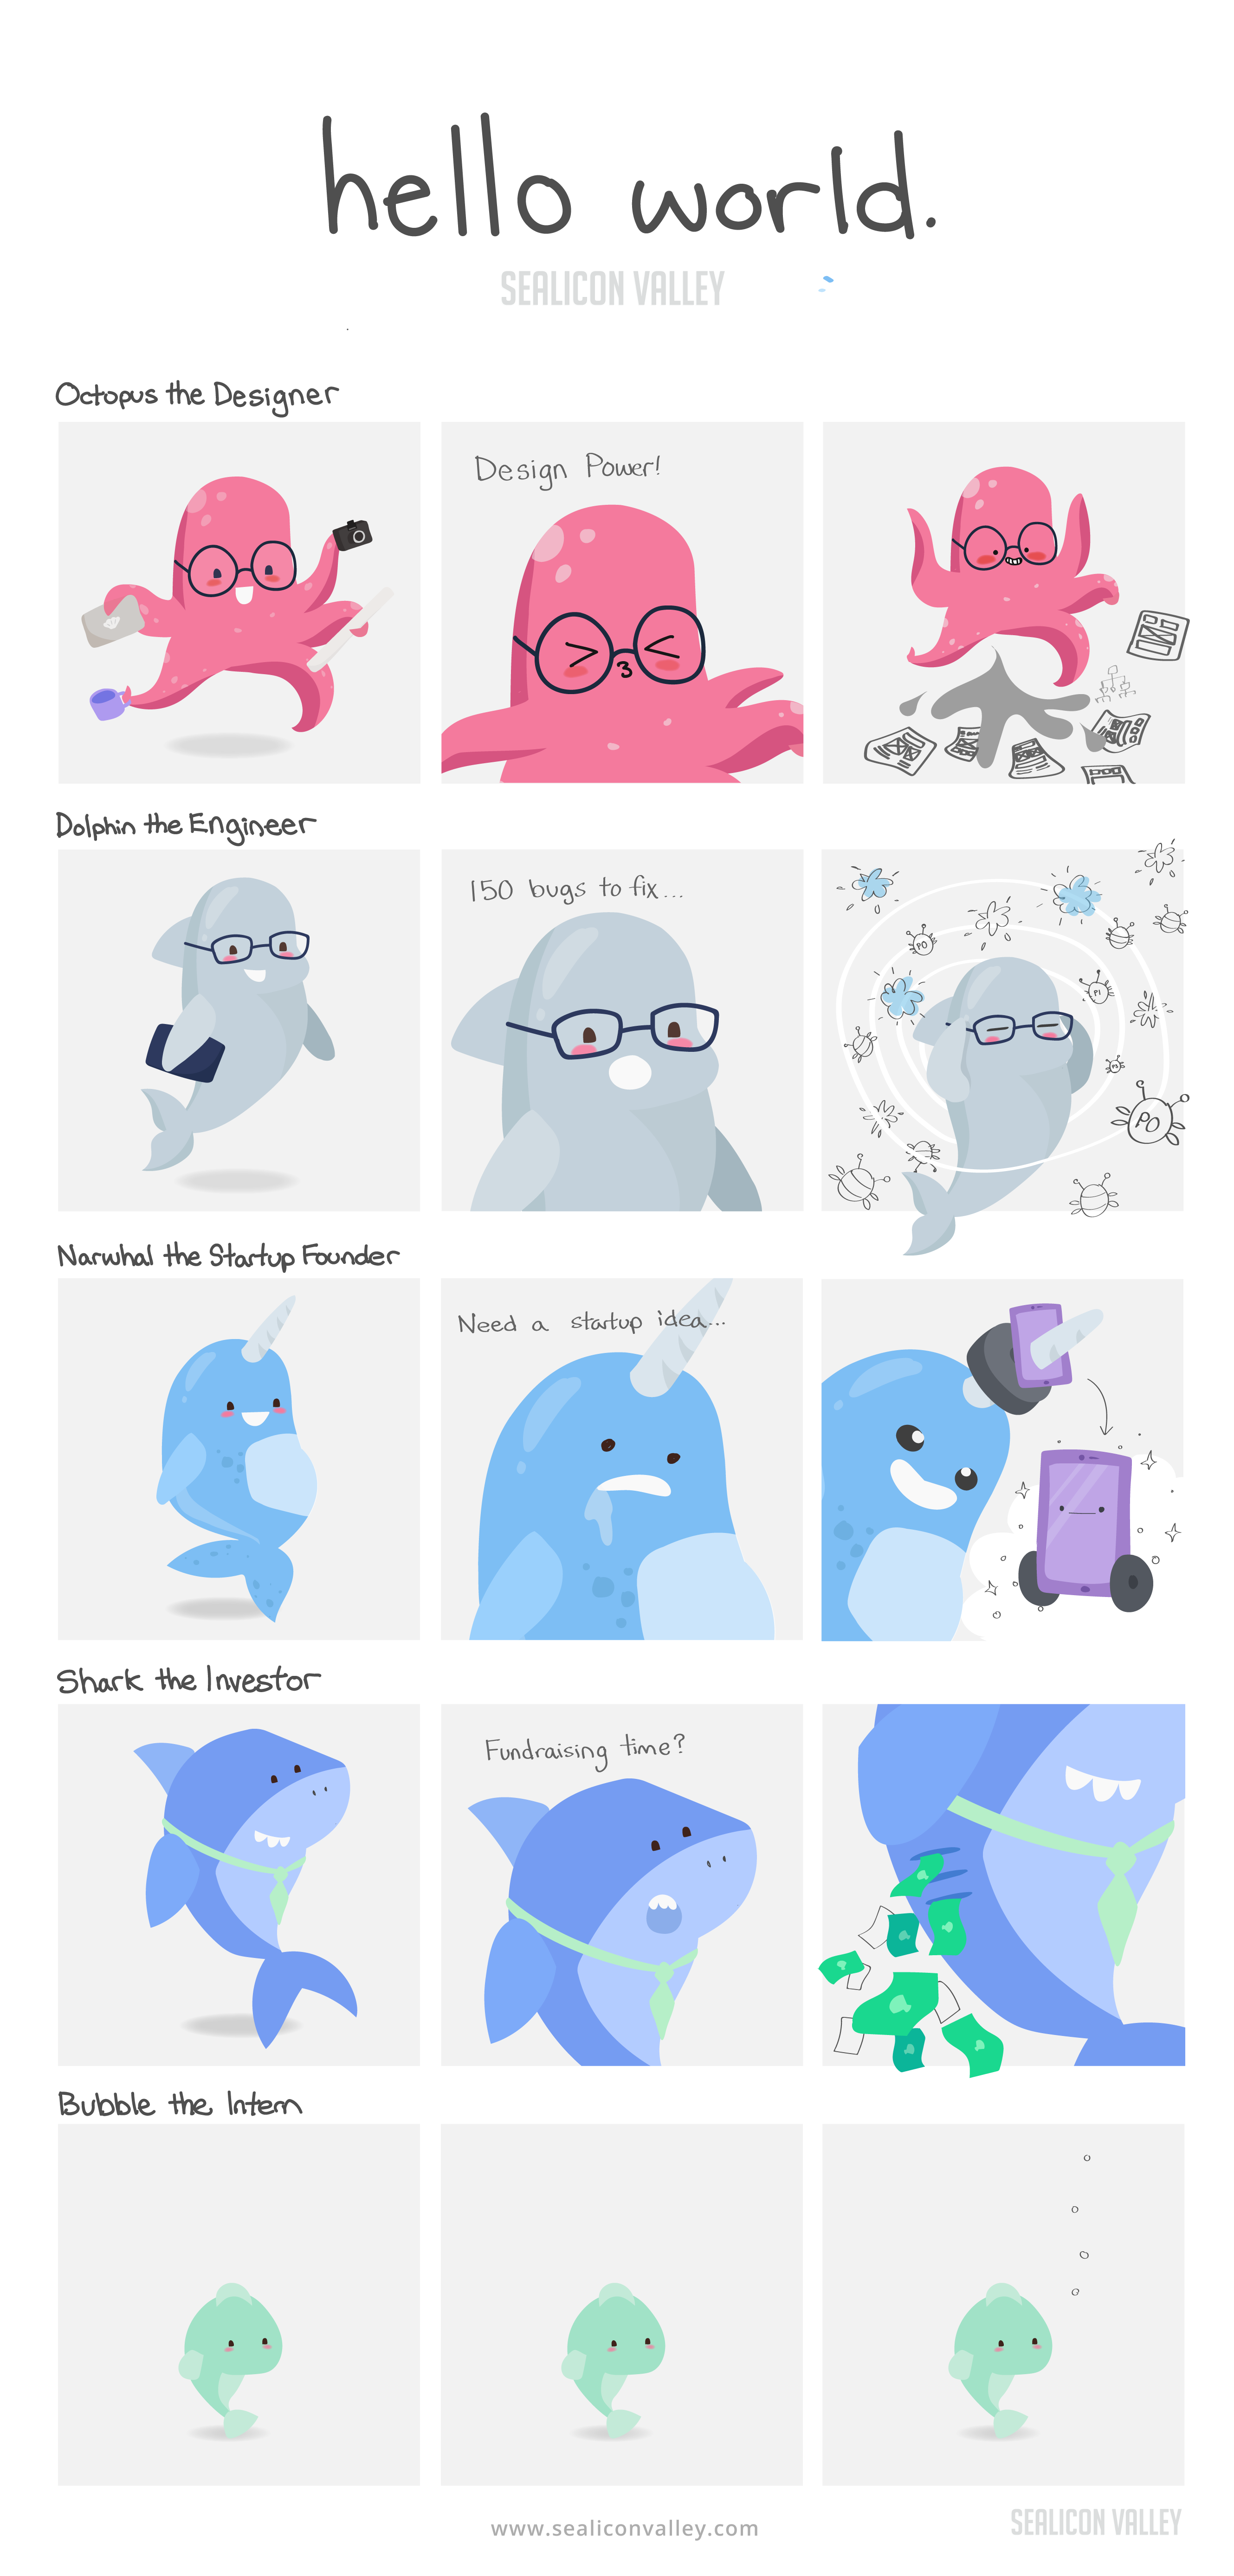 hello world.
SEALICON VALLEY
Octopus the Designer
Design Power!
Dolphin the Engineer
150 bugs to fix...
PO
P1
P3
PO
Narwhal the Startup Founder
Need a startup idea...
Shark the Investor
Fundraising time?
Bubble the Intern
www.sealiconvalley.com
SEALICON VALLEY